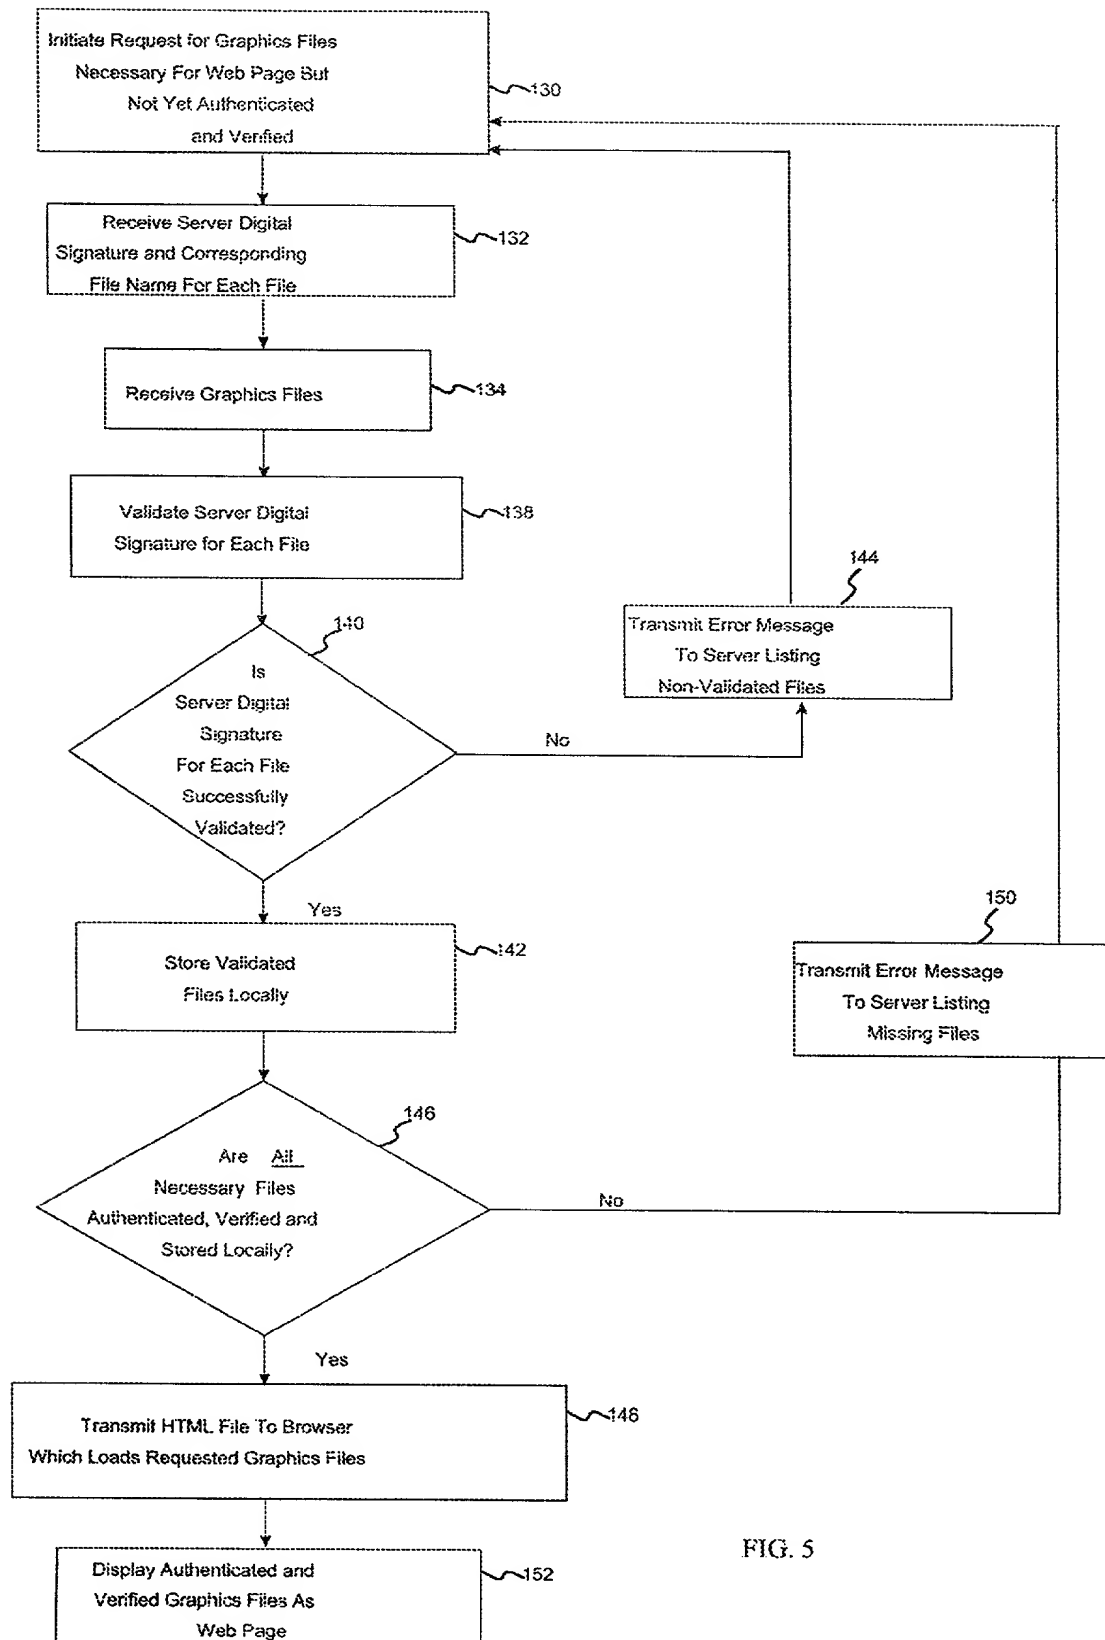 Initiate Request for Graphics Files
Necessary For Web Page But
Not Yet Authenticated
and Verified
130
Receive Server Digital
Signature and Corresponding
File Name For Each File
132
Receive Graphics Files
134
Validate Server Digital
Signature for Each File
138
144
Transmit Error Message
To Server Listing
Non-Validated Files
140
Is
Server Digital
Signature
For Each File
Successfully
Validated?
No
Yes
150
Store Validated
Files Locally
142
Transmit Error Message
To Server Listing
Missing Files
146
Are All
Necessary Files
Authenticated, Verified and
Stored Locally?
No
Yes
Transmit HTML File To Browser
Which Loads Requested Graphics Files
148
Display Authenticated and
Verified Graphics Files As
Web Page
152
FIG. 5